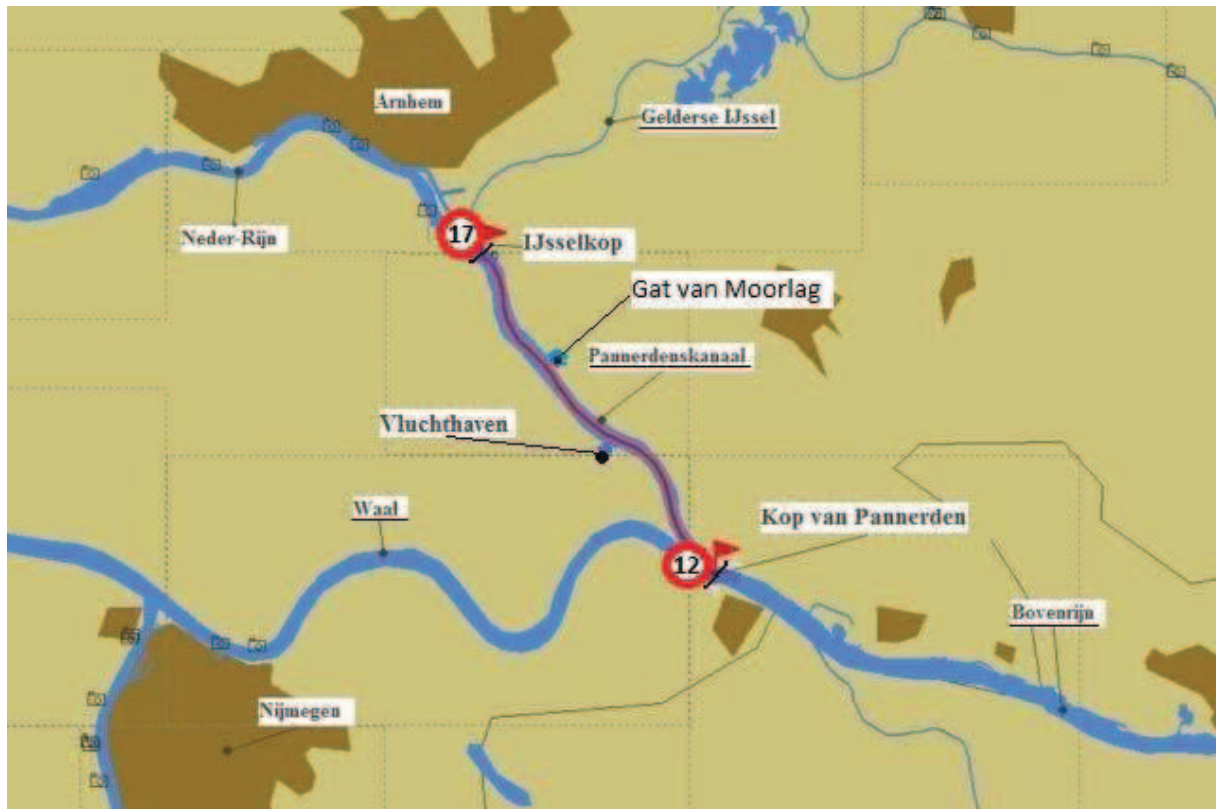 Arnhem
Gelderse IJssel
Neder-Rijn
17
IJsselkop
Gat van Moorlag
Pannerdenskanaal
Vluchthaven
Waal
Kop van Pannerden
12
Bovenrijn
Nijmegen